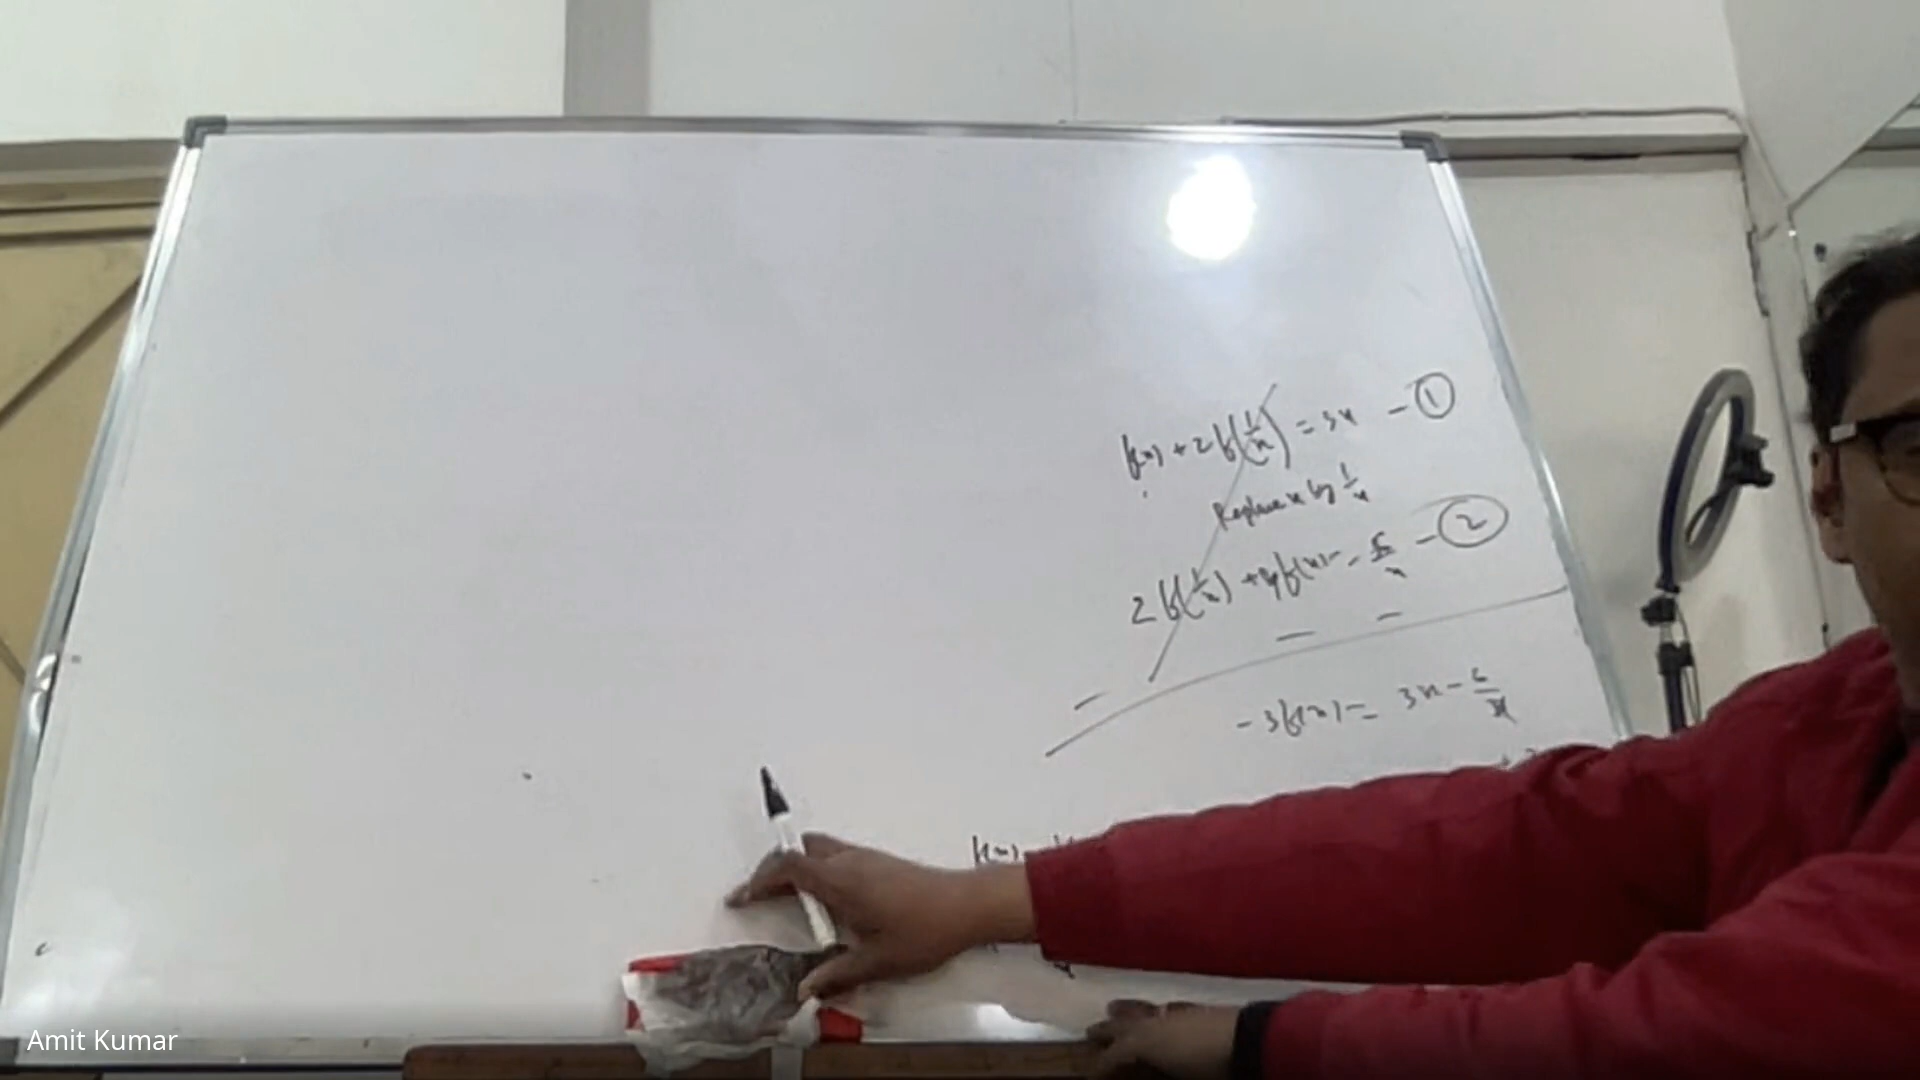 f(x) + 2f(1/x) = 3x - ①
Replace x by 1/x
2f(1/x) + 4f(x) = 6/x - ②
- - -
-3f(x) = 3x - 6/x
f(x)
Amit Kumar